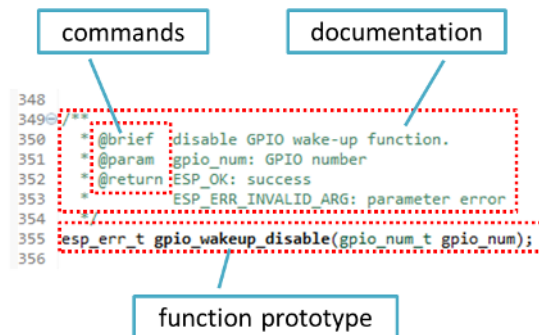 commands
documentation
348
349 /**
350 * @brief disable GPIO wake-up function.
351 * @param gpio_num: GPIO number
352 * @return ESP_OK: success
353 * ESP_ERR_INVALID_ARG: parameter error
354 */
355 esp_err_t gpio_wakeup_disable(gpio_num_t gpio_num);
356
function prototype